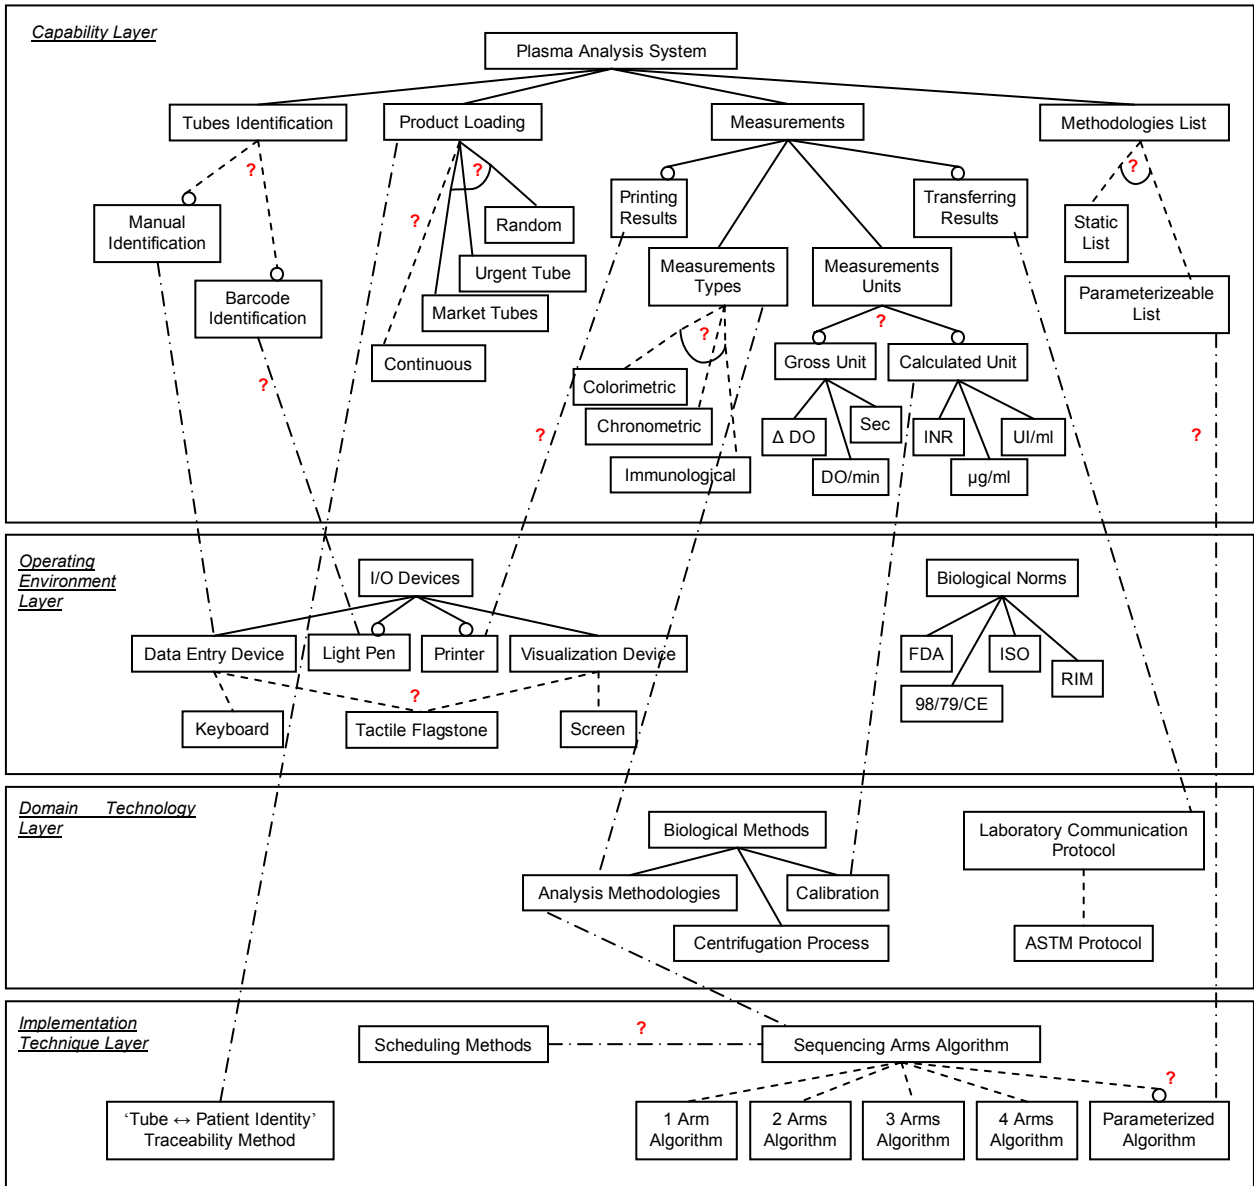 Capability Layer
Plasma Analysis System
Tubes Identification
Product Loading
Measurements
Methodologies List
?
?
?
Manual
Identification
?
Random
Printing
Results
Transferring
Results
Static
List
Urgent Tube
Measurements
Types
Measurements
Units
Barcode
Identification
Market Tubes
Parameterizeable
List
?
?
Continuous
Gross Unit
Calculated Unit
?
Colorimetric
Chronometric
Δ DO
Sec
INR
UI/ml
?
?
Immunological
DO/min
µg/ml
Operating
Environment
Layer
I/O Devices
Biological Norms
Data Entry Device
Light Pen
Printer
Visualization Device
FDA
ISO
RIM
?
98/79/CE
Keyboard
Tactile Flagstone
Screen
Domain Technology
Layer
Biological Methods
Laboratory Communication
Protocol
Analysis Methodologies
Calibration
Centrifugation Process
ASTM Protocol
Implementation
Technique Layer
?
Scheduling Methods
Sequencing Arms Algorithm
?
‘Tube ↔ Patient Identity’
Traceability Method
1 Arm
Algorithm
2 Arms
Algorithm
3 Arms
Algorithm
4 Arms
Algorithm
Parameterized
Algorithm